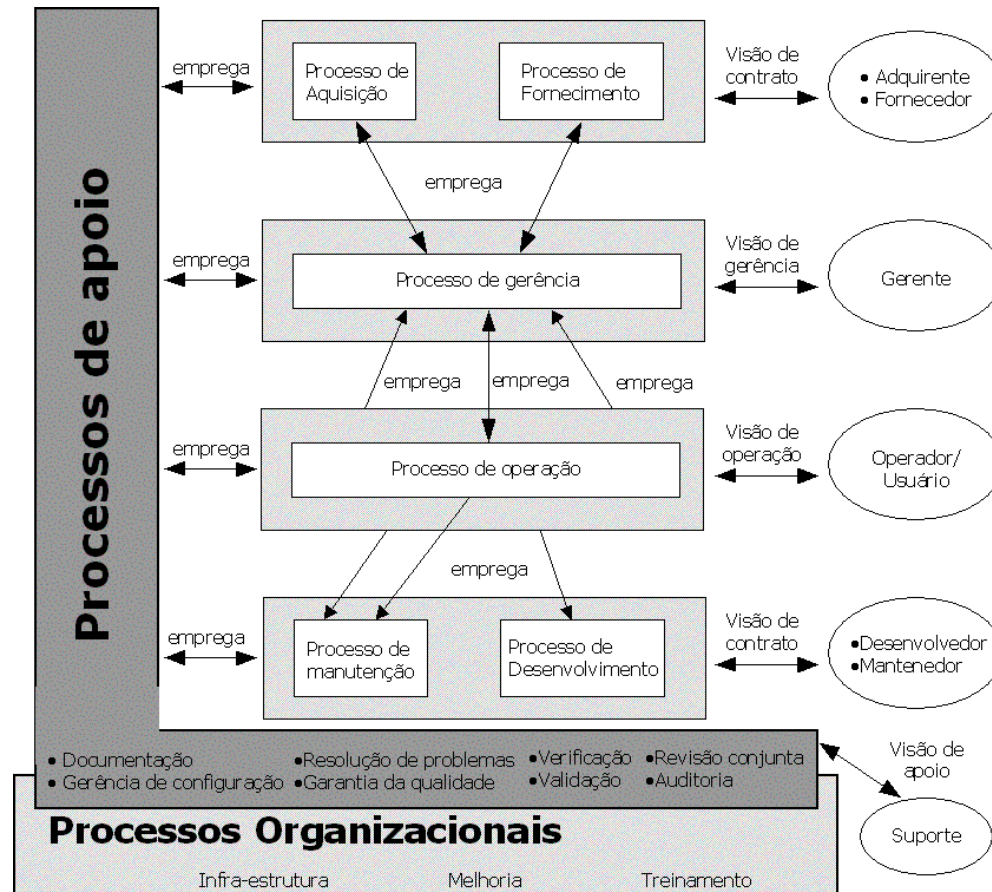 Processos de apoio
emprega
Processo de
Aquisição
Processo de
Fornecimento
Visão de
contrato
• Adquirente
• Fornecedor
emprega
emprega
Processo de gerência
Visão de
gerência
Gerente
emprega
emprega
emprega
emprega
Processo de operação
Visão de
operação
Operador/
Usuário
emprega
emprega
Processo de
manutenção
Processo de
Desenvolvimento
Visão de
contrato
•Desenvolvedor
•Mantenedor
• Documentação
•Resolução de problemas
•Verificação
•Revisão conjunta
• Gerência de configuração
•Garantia da qualidade
•Validação
•Auditoria
Visão de
apoio
Suporte
Processos Organizacionais
Infra-estrutura
Melhoria
Treinamento